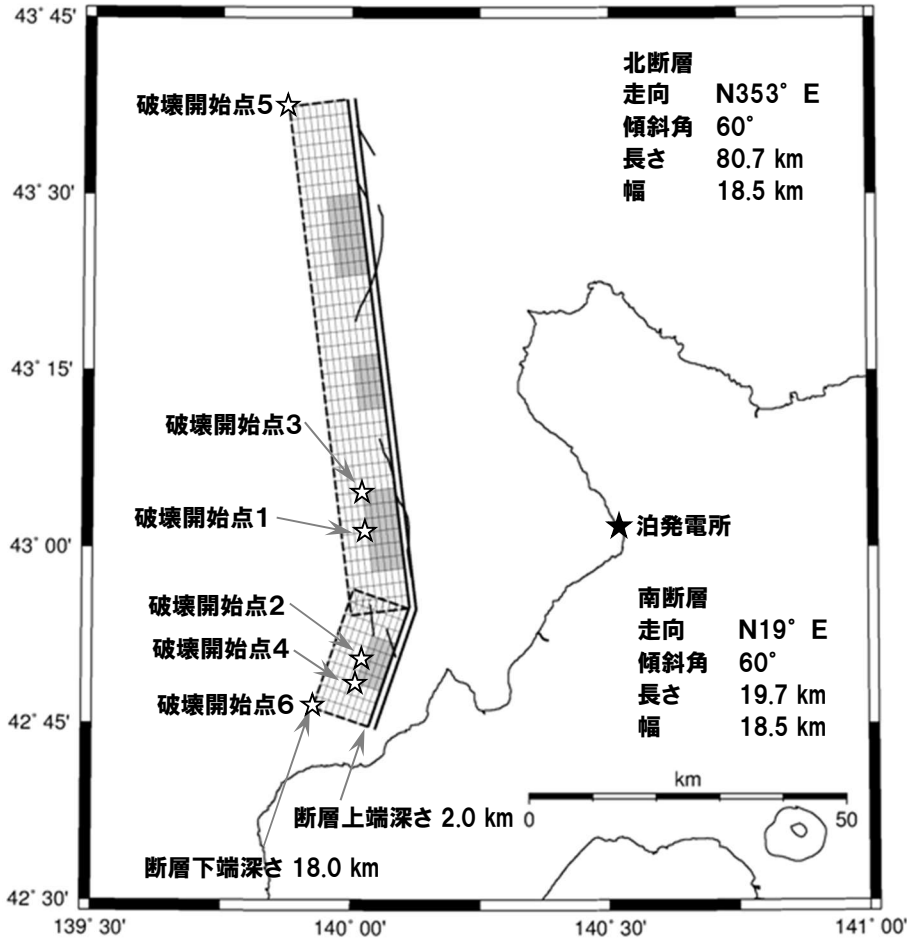 43° 45'
北断層
走向 N353° E
傾斜角 60°
長さ 80.7 km
幅 18.5 km
破壊開始点5
43° 30'
43° 15'
破壊開始点3
破壊開始点1
泊発電所
43° 00'
破壊開始点2
破壊開始点4
破壊開始点6
南断層
走向 N19° E
傾斜角 60°
長さ 19.7 km
幅 18.5 km
42° 45'
km
0 50
断層上端深さ 2.0 km
断層下端深さ 18.0 km
42° 30'
139° 30' 140° 00' 140° 30' 141° 00'